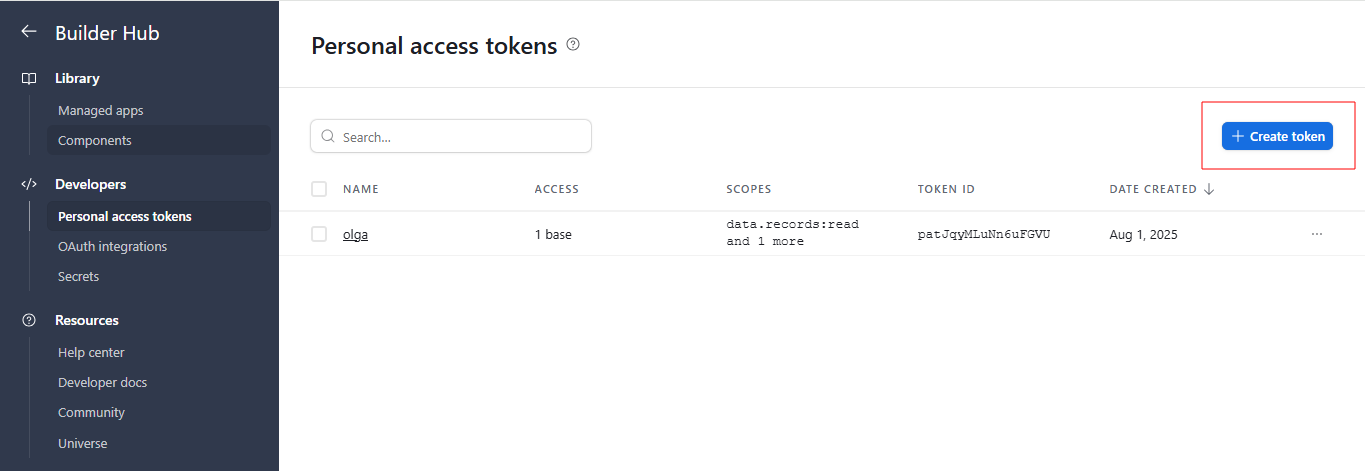 Builder Hub
Library
Managed apps
Components
Developers
Personal access tokens
OAuth integrations
Secrets
Resources
Help center
Developer docs
Community
Universe
Personal access tokens
Search...
+ Create token
NAME ACCESS SCOPES TOKEN ID DATE CREATED
olga 1 base data.records:read and 1 more patJqyMLuNn6uFGVU Aug 1, 2025